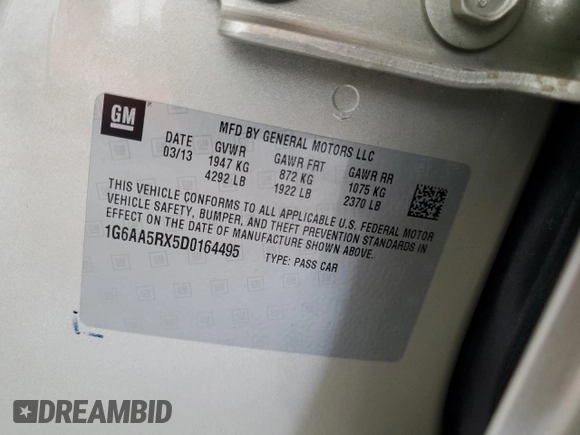 GM
MFD BY GENERAL MOTORS LLC
DATE GVWR GAWR FRT GAWR RR
03/13 1947 KG 872 KG 1075 KG
4292 LB 1922 LB 2370 LB
THIS VEHICLE CONFORMS TO ALL APPLICABLE U.S. FEDERAL MOTOR
VEHICLE SAFETY, BUMPER, AND THEFT PREVENTION STANDARDS IN
EFFECT ON THE DATE OF MANUFACTURE SHOWN ABOVE.
1G6AA5RX5D0164495 TYPE: PASS CAR
DREAMBID